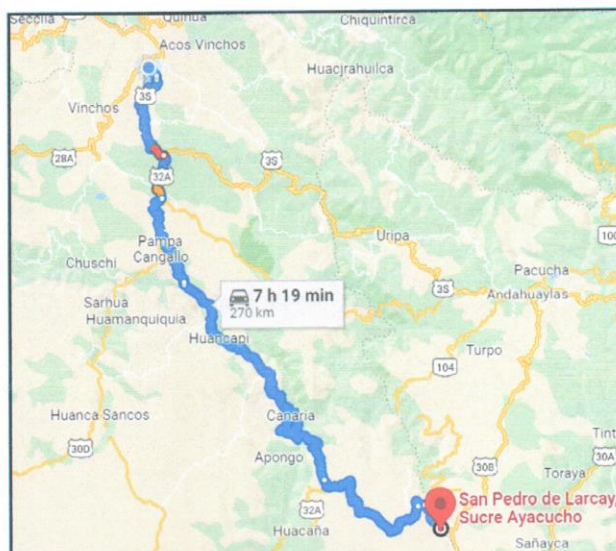 Seccila
Quinua
Chiquintirca
Acos Vinchos
Huacjrahuilca
3S
Vinchos
28A
3S
32A
Uripa
100
Pampa
Cangallo
Chuschi
Pacucha
3S
Andahuaylas
7 h 19 min
270 km
Sarhua
Huamanquiquia
Huancapi
Turpo
104
Huanca Sancos
Canaria
Tint
30D
Apongo
30B
30A
Toraya
San Pedro de Larcay,
Sucre Ayacucho
32A
Huacaña
Sañayca